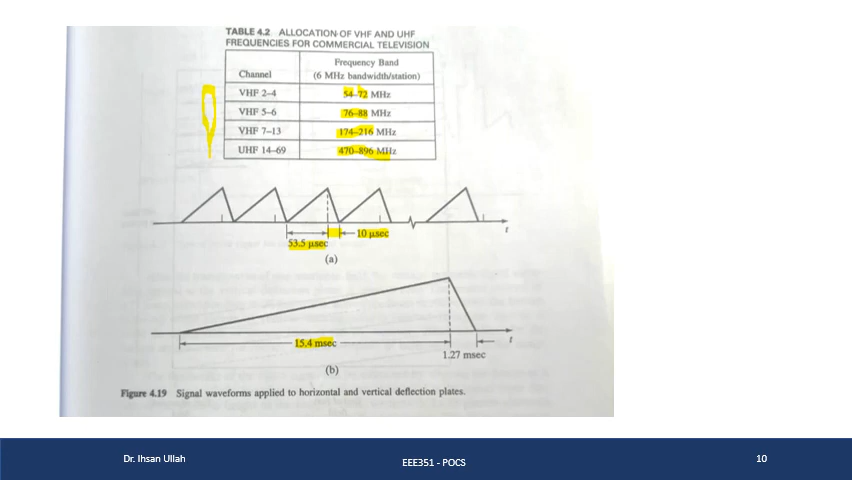 TABLE 4.2 ALLOCATION OF VHF AND UHF
FREQUENCIES FOR COMMERCIAL TELEVISION
Frequency Band
Channel (6 MHz bandwidth/station)
VHF 2–4 54–72 MHz
VHF 5–6 76–88 MHz
VHF 7–13 174–216 MHz
UHF 14–69 470–896 MHz
10 μsec
t
53.5 μsec
(a)
15.4 msec
t
1.27 msec
(b)
Figure 4.19 Signal waveforms applied to horizontal and vertical deflection plates.
Dr. Ihsan Ullah
EEE351 - POCS
10